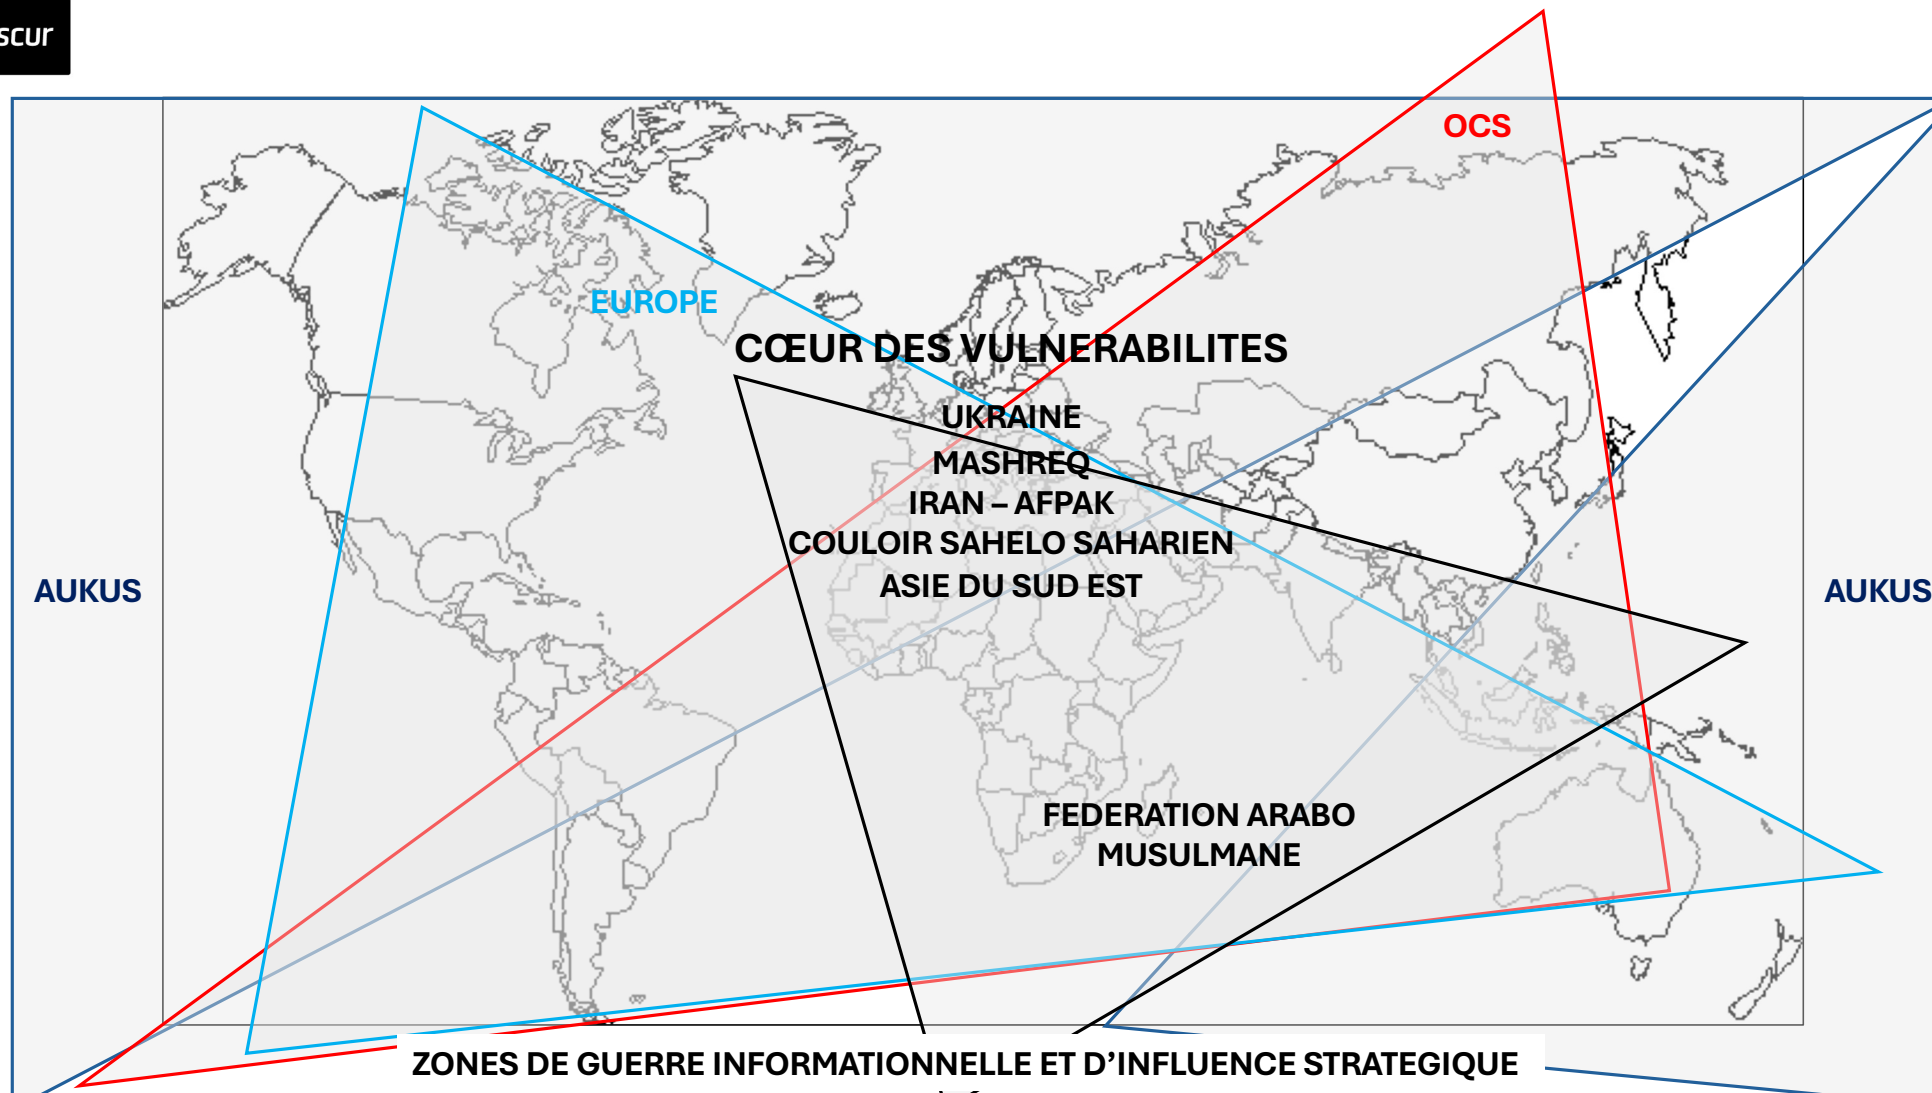 scur
OCS
EUROPE
CŒUR DES VULNERABILITES
UKRAINE
MASHREQ
IRAN – AFPAK
COULOIR SAHELO SAHARIEN
ASIE DU SUD EST
AUKUS
AUKUS
FEDERATION ARABO
MUSULMANE
ZONES DE GUERRE INFORMATIONNELLE ET D’INFLUENCE STRATEGIQUE